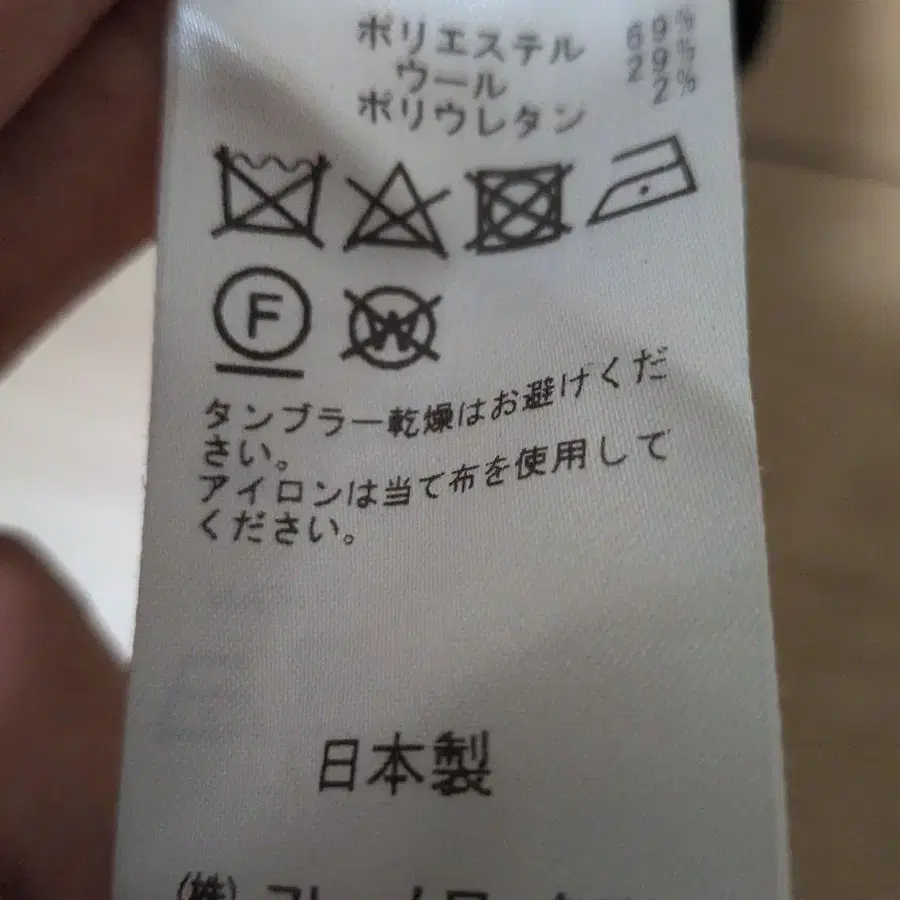 ポリエステル 69%
ウール 29%
ポリウレタン 2%
F W
タンブラー乾燥はお避けくだ
さい。
アイロンは当て布を使用して
ください。
日本製
(株)